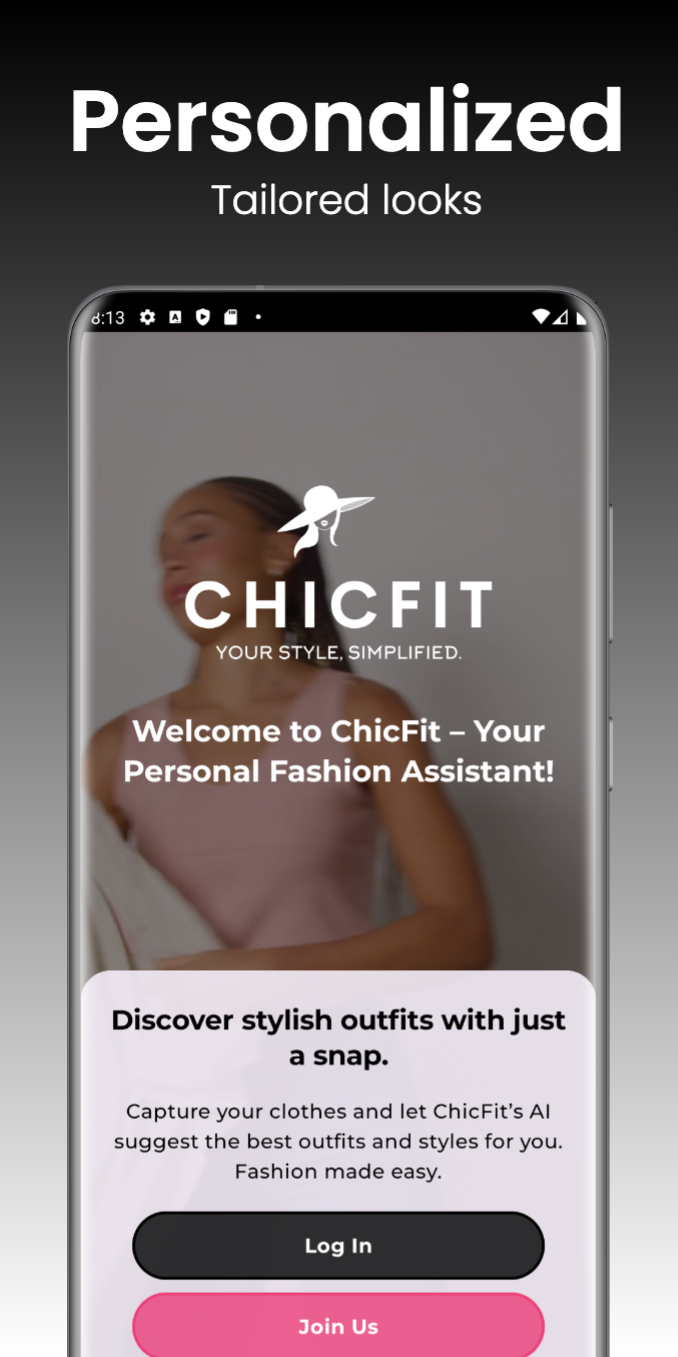 Personalized
Tailored looks
8:13
CHICFIT
YOUR STYLE, SIMPLIFIED.
Welcome to ChicFit – Your
Personal Fashion Assistant!
Discover stylish outfits with just
a snap.
Capture your clothes and let ChicFit’s AI
suggest the best outfits and styles for you.
Fashion made easy.
Log In
Join Us